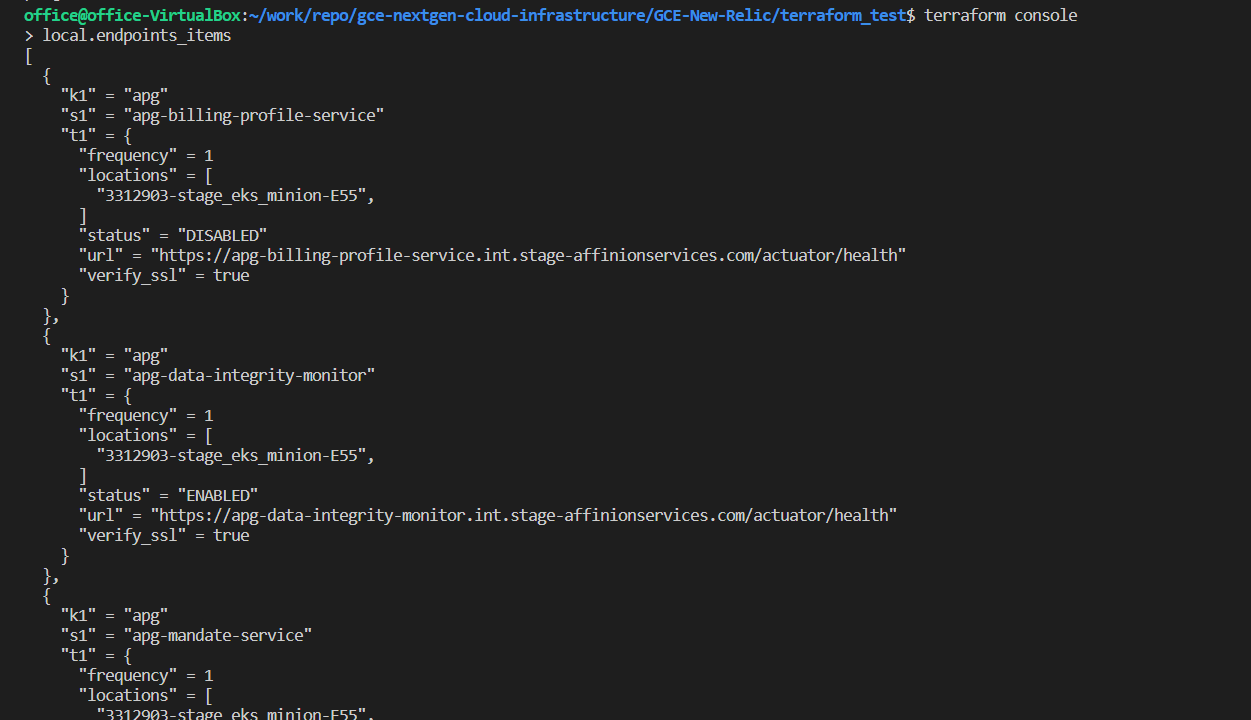 office@office-VirtualBox:~/work/repo/gce-nextgen-cloud-infrastructure/GCE-New-Relic/terraform_test$ terraform console
> local.endpoints_items
[
  {
    "k1" = "apg"
    "s1" = "apg-billing-profile-service"
    "t1" = {
      "frequency" = 1
      "locations" = [
        "3312903-stage_eks_minion-E55",
      ]
      "status" = "DISABLED"
      "url" = "https://apg-billing-profile-service.int.stage-affinionservices.com/actuator/health"
      "verify_ssl" = true
    }
  },
  {
    "k1" = "apg"
    "s1" = "apg-data-integrity-monitor"
    "t1" = {
      "frequency" = 1
      "locations" = [
        "3312903-stage_eks_minion-E55",
      ]
      "status" = "ENABLED"
      "url" = "https://apg-data-integrity-monitor.int.stage-affinionservices.com/actuator/health"
      "verify_ssl" = true
    }
  },
  {
    "k1" = "apg"
    "s1" = "apg-mandate-service"
    "t1" = {
      "frequency" = 1
      "locations" = [
        "3312903-stage_eks_minion-E55",